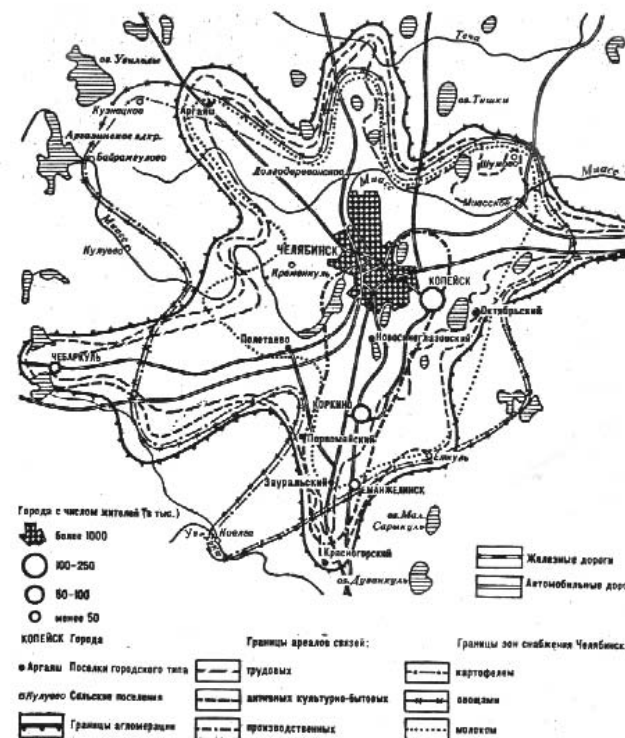 Теча
оз. Увильды
Кузнецкое
Аргаяш
оз. Тишки
Аргазинское вдхр.
Байрамгулово
Долгодеревенское
Миасс
Шумово
Миасс
Миасское
Миасс
Кулуево
ЧЕЛЯБИНСК
Кременкуль
КОПЕЙСК
Октябрьский
Полетаево
Новосинеглазовский
ЧЕБАРКУЛЬ
КОРКИНО
Первомайский
Еткуль
Зауральский
ЕМАНЖЕЛИНСК
Города с числом жителей (в тыс.)
оз. Мал. Сарыкуль
более 1000
Увельск
Красногорский
Железные дороги
100-250
Автомобильные доро
оз. Дуванкуль
50-100
менее 50
КОПЕЙСК Города
Границы ареалов связей:
Границы зон снабжения Челябинск
Аргаяш Поселки городского типа
трудовых
картофелем
Кулуево Сельские поселения
активных культурно-бытовых
овощами
Границы агломерации
производственных
молоком